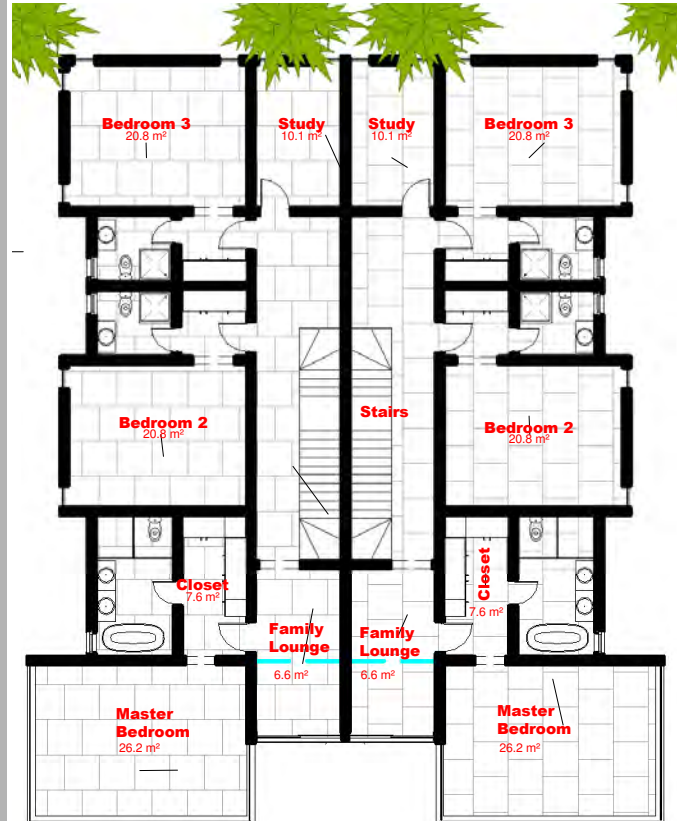 Bedroom 3
20.8 m²
Study
10.1 m²
Study
10.1 m²
Bedroom 3
20.8 m²
Stairs
Bedroom 2
20.8 m²
Bedroom 2
20.8 m²
Closet
7.6 m²
Closet
7.6 m²
Family
Lounge
6.6 m²
Family
Lounge
6.6 m²
Master
Bedroom
26.2 m²
Master
Bedroom
26.2 m²